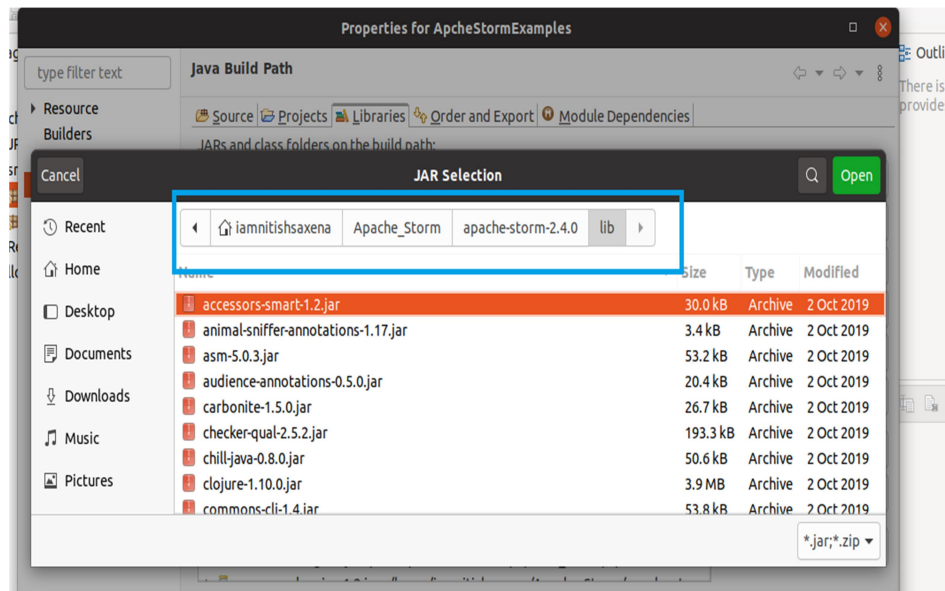 Properties for ApcheStormExamples
type filter text
Java Build Path
Outli
There is
provide
Resource
Builders
Source Projects Libraries Order and Export Module Dependencies
JARs and class folders on the build path:
Cancel
JAR Selection
Open
Recent
Home
Desktop
Documents
Downloads
Music
Pictures
iamnitishsaxena Apache_Storm apache-storm-2.4.0 lib
Name Size Type Modified
accessors-smart-1.2.jar 30.0 kB Archive 2 Oct 2019
animal-sniffer-annotations-1.17.jar 3.4 kB Archive 2 Oct 2019
asm-5.0.3.jar 53.2 kB Archive 2 Oct 2019
audience-annotations-0.5.0.jar 20.4 kB Archive 2 Oct 2019
carbonite-1.5.0.jar 26.7 kB Archive 2 Oct 2019
checker-qual-2.5.2.jar 193.3 kB Archive 2 Oct 2019
chill-java-0.8.0.jar 50.6 kB Archive 2 Oct 2019
clojure-1.10.0.jar 3.9 MB Archive 2 Oct 2019
commons-cli-1.4.jar 53.8 kB Archive 2 Oct 2019
*.jar;*.zip